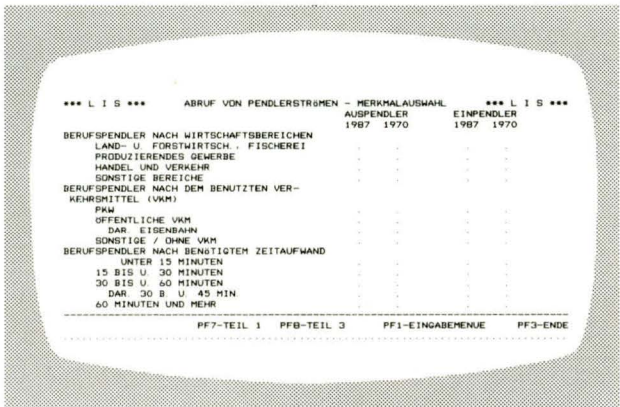 *** L I S *** ABRUF VON PENDLERSTRÖMEN - MERKMALAUSWAHL *** L I S ***
AUSPENDLER EINPENDLER
1987 1970 1987 1970
BERUFSPENDLER NACH WIRTSCHAFTSBEREICHEN
LAND- U. FORSTWIRTSCH., FISCHEREI . . . .
PRODUZIERENDES GEWERBE . . . .
HANDEL UND VERKEHR . . . .
SONSTIGE BEREICHE . . . .
BERUFSPENDLER NACH DEM BENUTZTEN VER-
KEHRSMITTEL (VKM)
PKW . . . .
ÖFFENTLICHE VKM . . . .
DAR. EISENBAHN . . . .
SONSTIGE / OHNE VKM . . . .
BERUFSPENDLER NACH BENÖTIGTEM ZEITAUFWAND
UNTER 15 MINUTEN . . . .
15 BIS U. 30 MINUTEN . . . .
30 BIS U. 60 MINUTEN . . . .
DAR. 30 B. U. 45 MIN. . . . .
60 MINUTEN UND MEHR . . . .
PF7-TEIL 1 PF8-TEIL 3 PF1-EINGABEMENUE PF3-ENDE